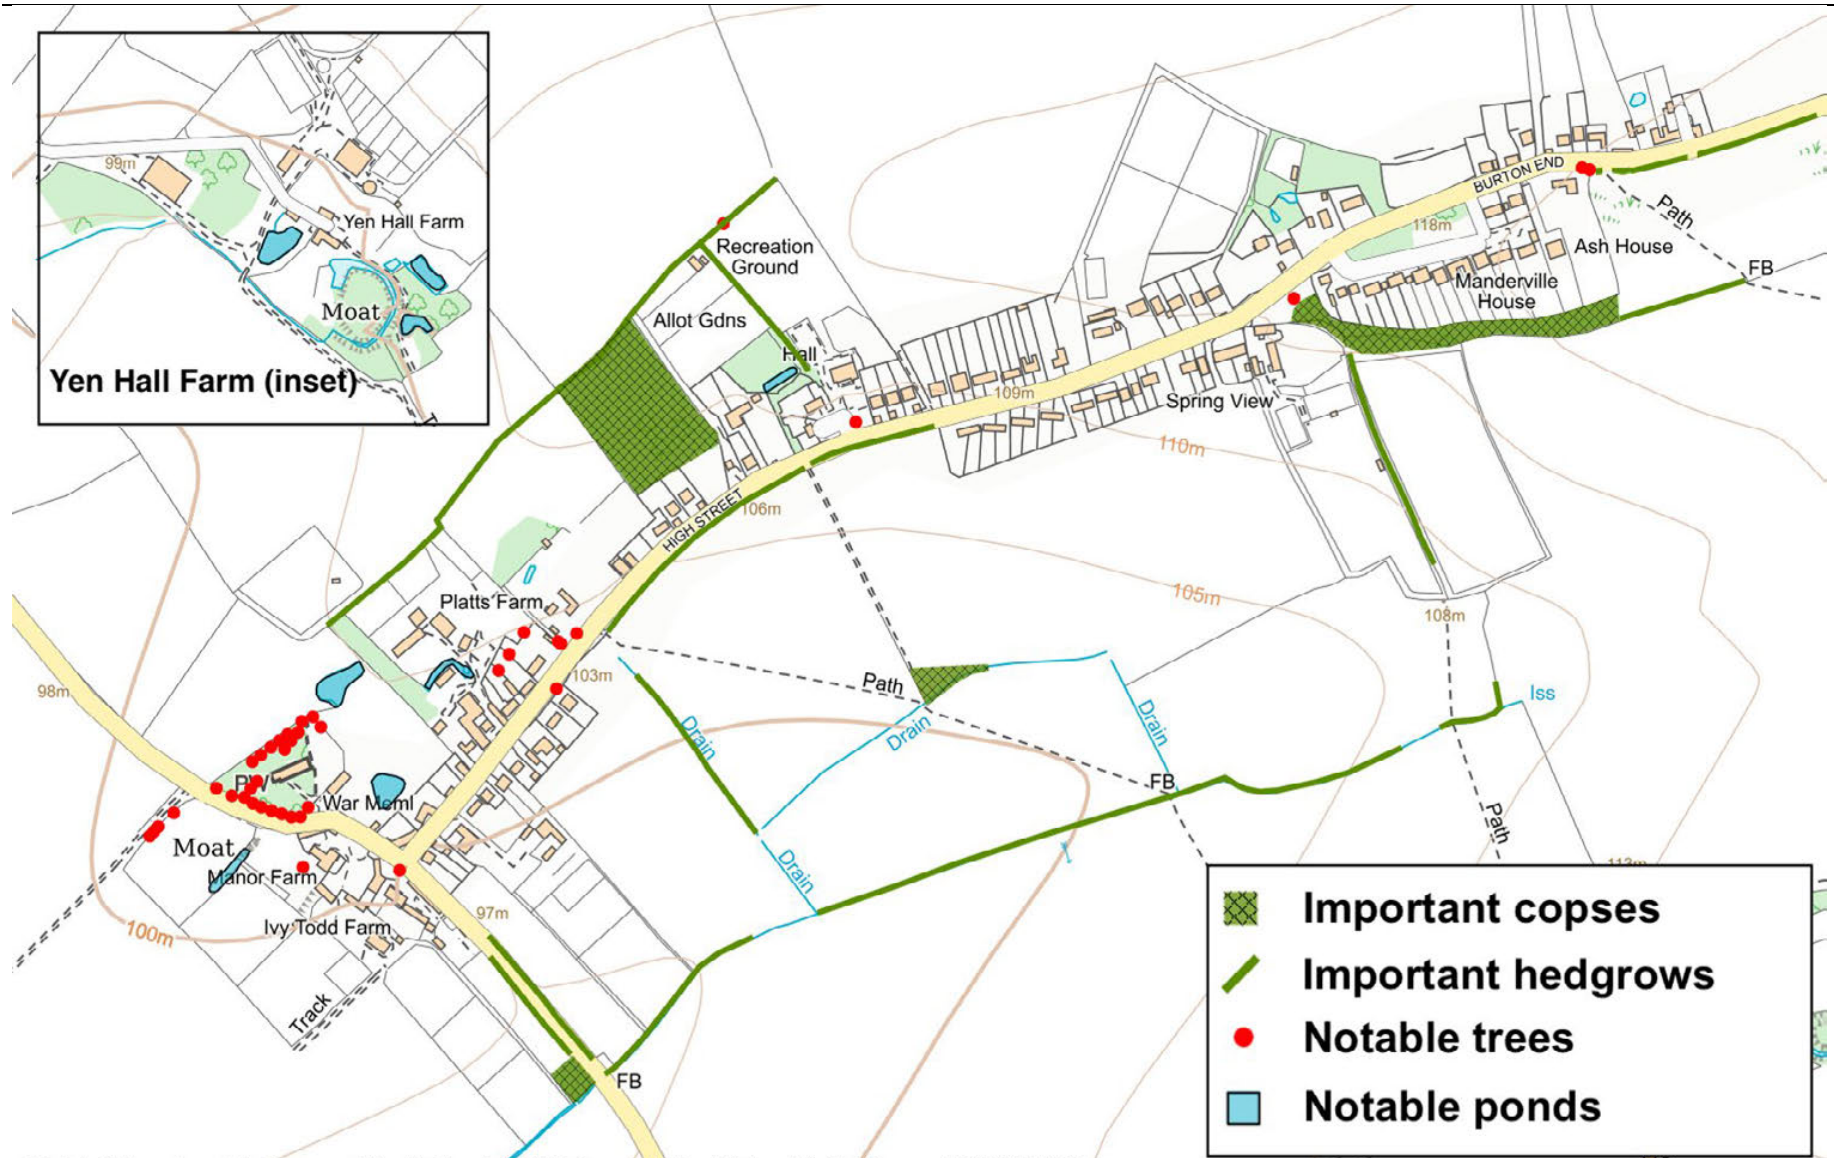 99m
Yen Hall Farm
Moat
Yen Hall Farm (inset)
Recreation
Ground
Allot Gdns
Hall
BURTON END
118m
Path
Ash House
FB
Manderville
House
109m
Spring View
110m
HIGH STREET
106m
105m
108m
Platts Farm
103m
98m
Path
Drain
Drain
Drain
Iss
FB
Path
PW
War Meml
Moat
Manor Farm
Drain
Ivy Todd Farm
97m
100m
Track
FB
Important copses
Important hedgrows
Notable trees
Notable ponds